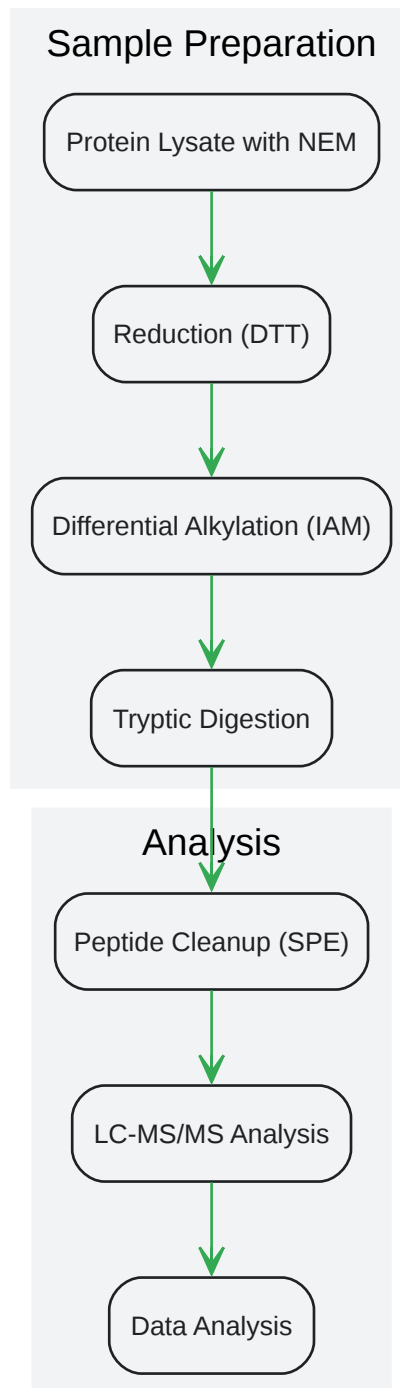 Sample Preparation
Protein Lysate with NEM
Reduction (DTT)
Differential Alkylation (IAM)
Tryptic Digestion
Analysis
Peptide Cleanup (SPE)
LC-MS/MS Analysis
Data Analysis